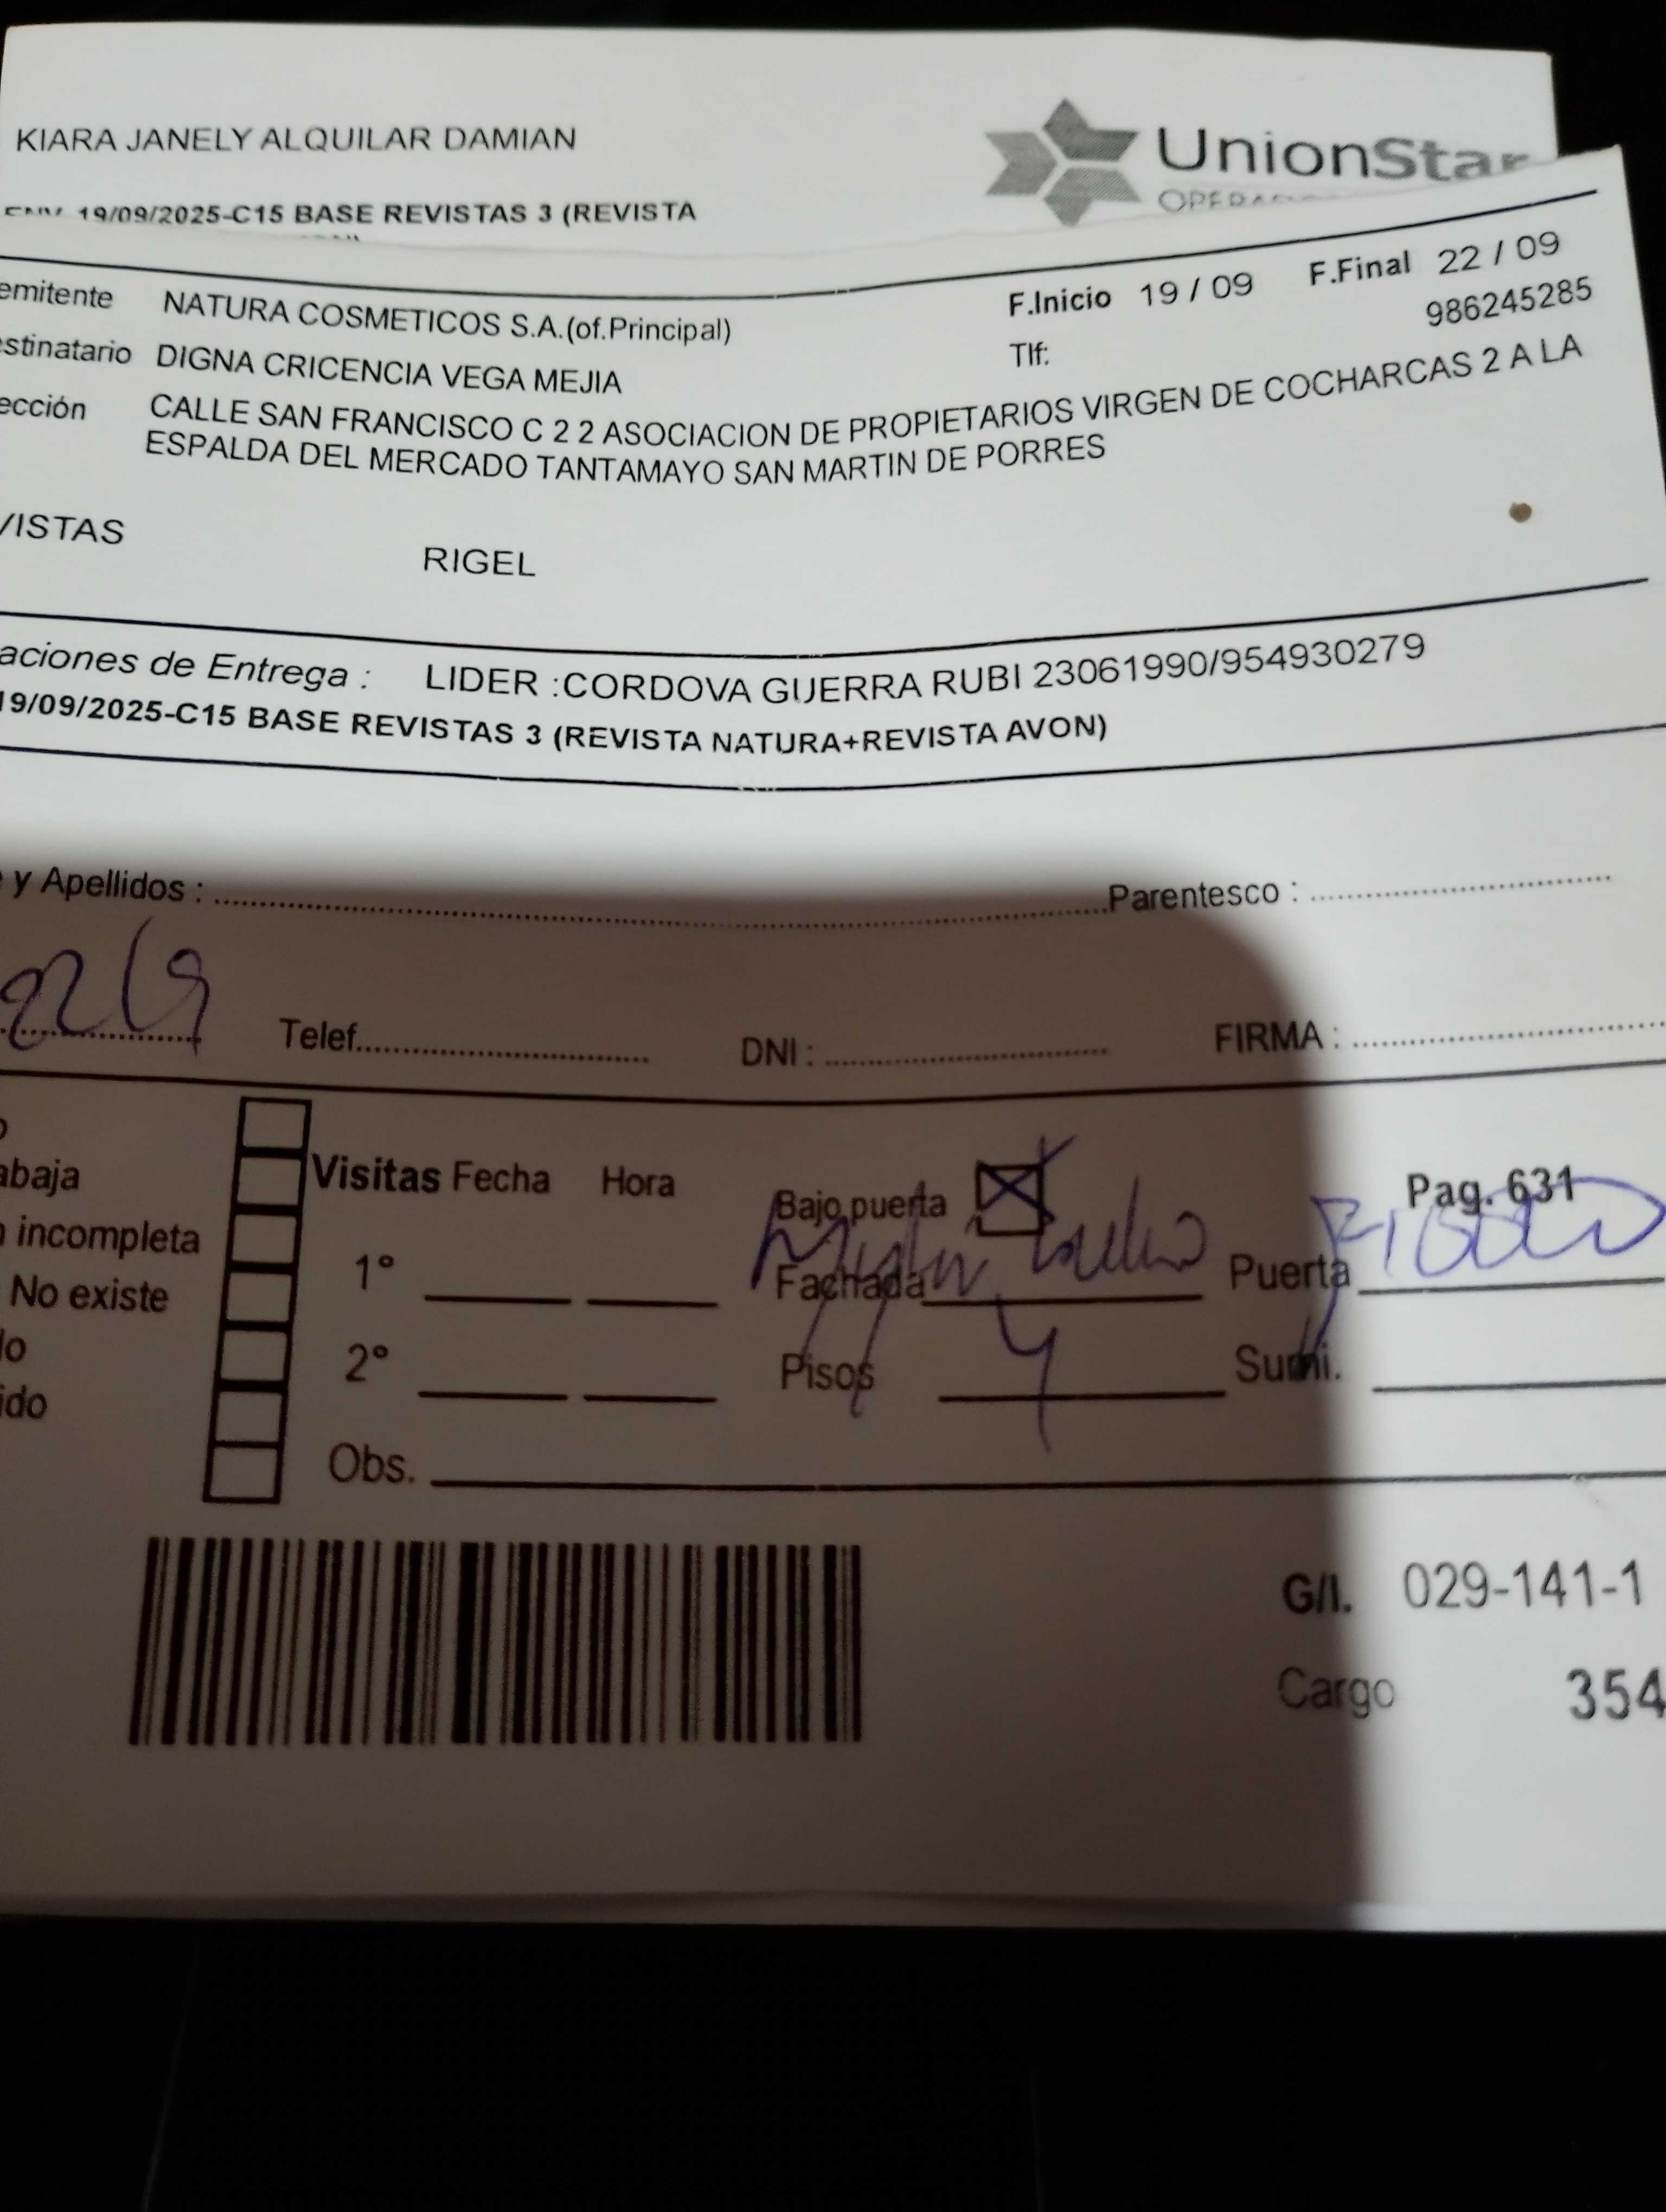 KIARA JANELY ALQUILAR DAMIAN
UnionStar
19/09/2025-C15 BASE REVISTAS 3 (REVISTA
emitente NATURA COSMETICOS S.A.(of.Principal) F.Inicio 19 / 09 F.Final 22 / 09
stinatario DIGNA CRICENCIA VEGA MEJIA Tlf: 986245285
ección CALLE SAN FRANCISCO C 2 2 ASOCIACION DE PROPIETARIOS VIRGEN DE COCHARCAS 2 A LA
ESPALDA DEL MERCADO TANTAMAYO SAN MARTIN DE PORRES
VISTAS RIGEL
aciones de Entrega : LIDER :CORDOVA GUERRA RUBI 23061990/954930279
19/09/2025-C15 BASE REVISTAS 3 (REVISTA NATURA+REVISTA AVON)
y Apellidos : Parentesco :
Telef. DNI : FIRMA :
abaja Visitas Fecha Hora Bajo puerta X Pag. 631
incompleta 1° Fachada Puerta
No existe
do 2° Pisos 4 Sumi.
ido
Obs.
G/I. 029-141-1
Cargo 354